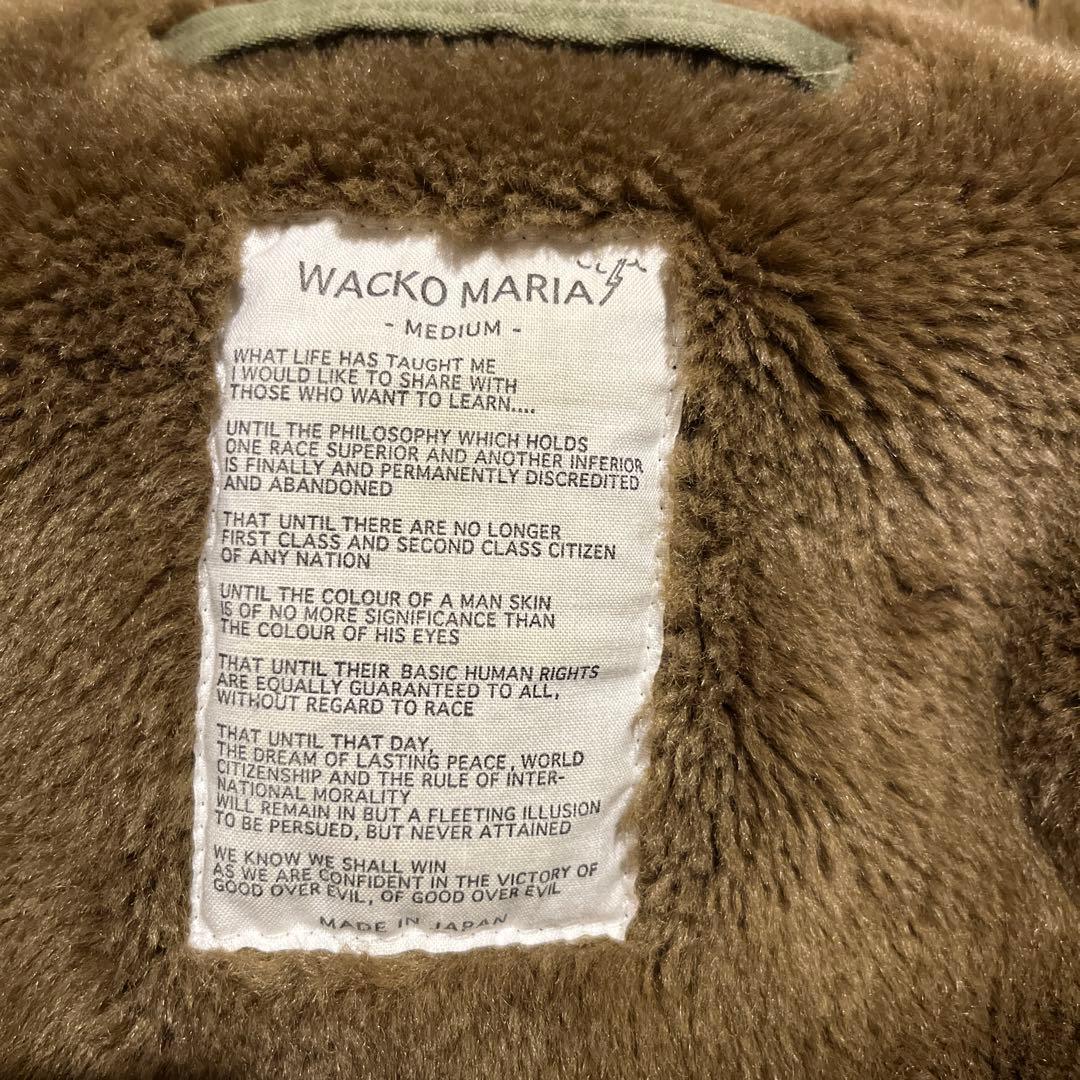 WACKO MARIA
- MEDIUM -
WHAT LIFE HAS TAUGHT ME
I WOULD LIKE TO SHARE WITH
THOSE WHO WANT TO LEARN....
UNTIL THE PHILOSOPHY WHICH HOLDS
ONE RACE SUPERIOR AND ANOTHER INFERIOR
IS FINALLY AND PERMANENTLY DISCREDITED
AND ABANDONED
THAT UNTIL THERE ARE NO LONGER
FIRST CLASS AND SECOND CLASS CITIZEN
OF ANY NATION
UNTIL THE COLOUR OF A MAN SKIN
IS OF NO MORE SIGNIFICANCE THAN
THE COLOUR OF HIS EYES
THAT UNTIL THEIR BASIC HUMAN RIGHTS
ARE EQUALLY GUARANTEED TO ALL,
WITHOUT REGARD TO RACE
THAT UNTIL THAT DAY,
THE DREAM OF LASTING PEACE, WORLD
CITIZENSHIP AND THE RULE OF INTER-
NATIONAL MORALITY
WILL REMAIN IN BUT A FLEETING ILLUSION
TO BE PERSUED, BUT NEVER ATTAINED
WE KNOW WE SHALL WIN
AS WE ARE CONFIDENT IN THE VICTORY OF
GOOD OVER EVIL, OF GOOD OVER EVIL
MADE IN JAPAN